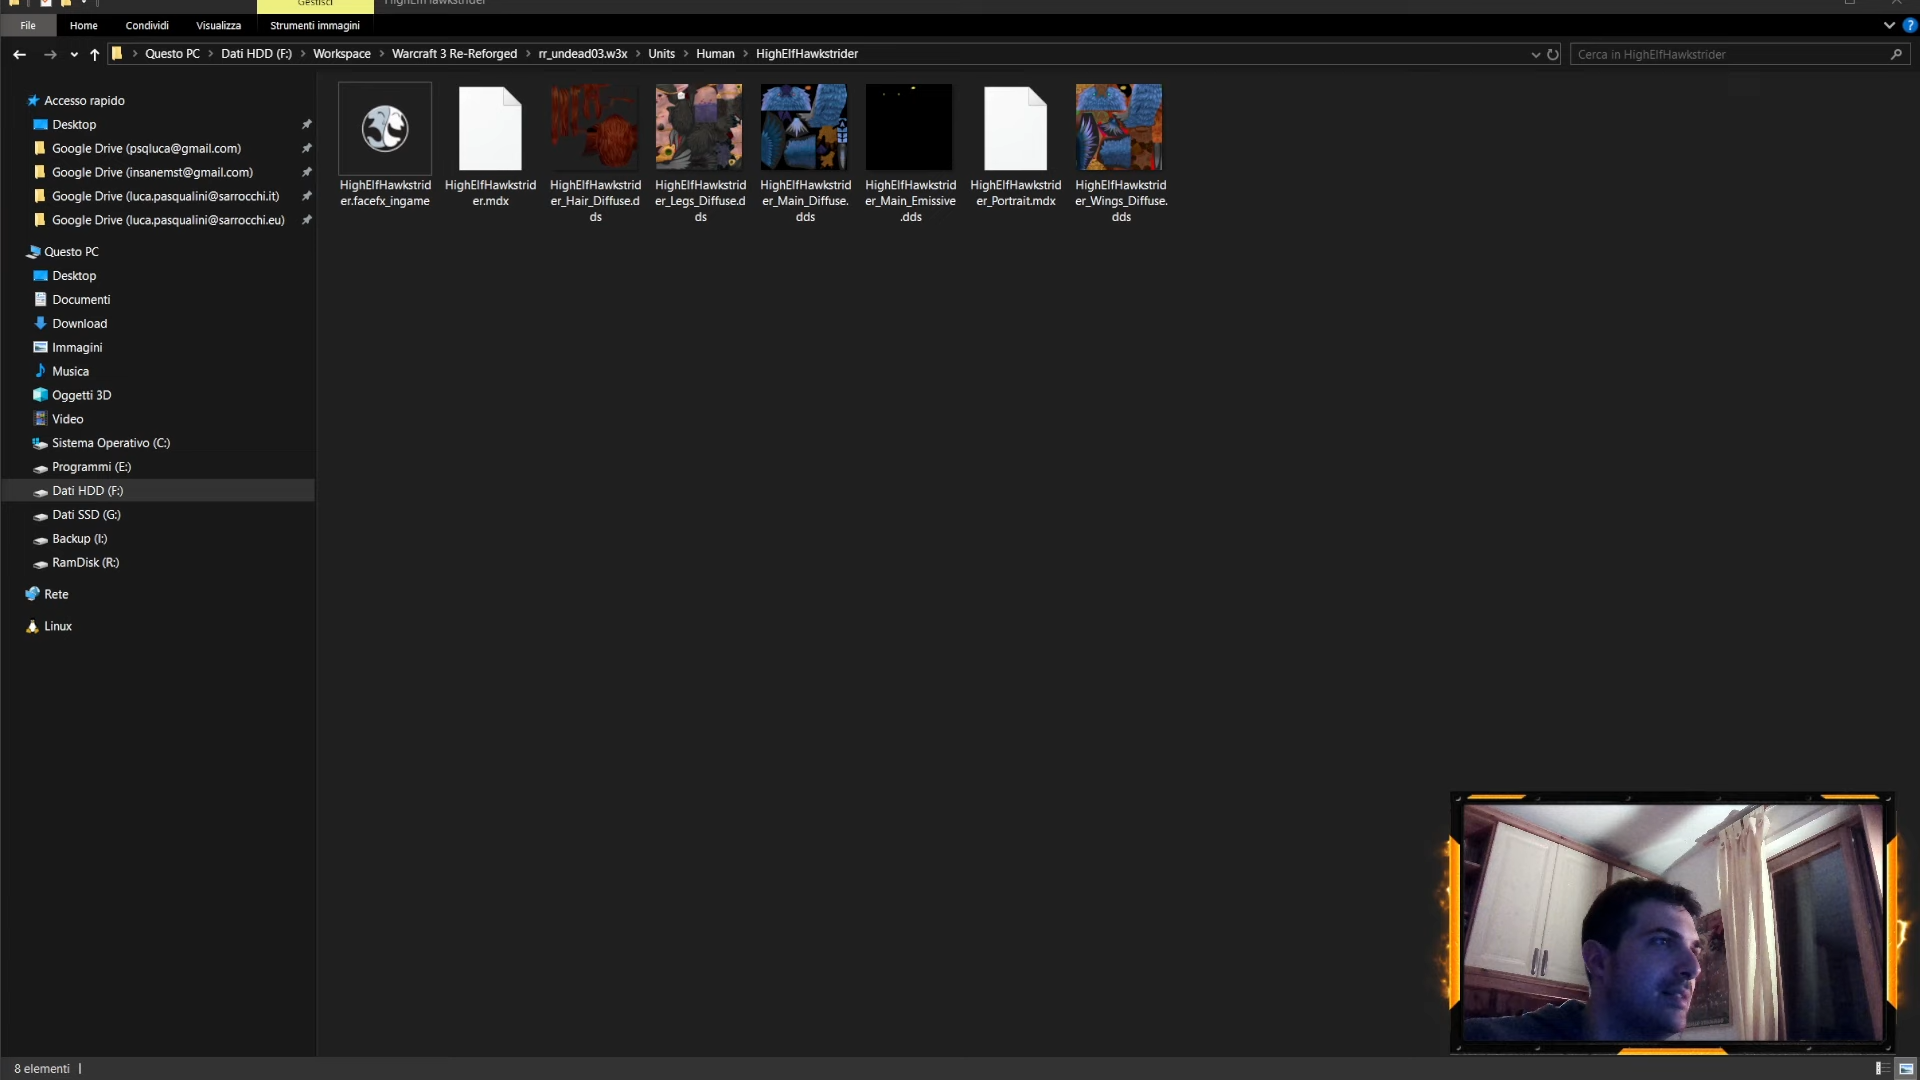 Gestisci
HighElfHawkstrider
File
Home
Condividi
Visualizza
Strumenti immagini
Questo PC
Dati HDD (F:)
Workspace
Warcraft 3 Re-Reforged
rr_undead03.w3x
Units
Human
HighElfHawkstrider
Cerca in HighElfHawkstrider
Accesso rapido
Desktop
Google Drive (psqluca@gmail.com)
Google Drive (insanemst@gmail.com)
Google Drive (luca.pasqualini@sarrocchi.it)
Google Drive (luca.pasqualini@sarrocchi.eu)
Questo PC
Desktop
Documenti
Download
Immagini
Musica
Oggetti 3D
Video
Sistema Operativo (C:)
Programmi (E:)
Dati HDD (F:)
Dati SSD (G:)
Backup (I:)
RamDisk (R:)
Rete
Linux
HighElfHawkstrid
er.facefx_ingame
HighElfHawkstrid
er.mdx
HighElfHawkstrid
er_Hair_Diffuse.d
ds
HighElfHawkstrid
er_Legs_Diffuse.d
ds
HighElfHawkstrid
er_Main_Diffuse.
dds
HighElfHawkstrid
er_Main_Emissive
.dds
HighElfHawkstrid
er_Portrait.mdx
HighElfHawkstrid
er_Wings_Diffuse.
dds
8 elementi